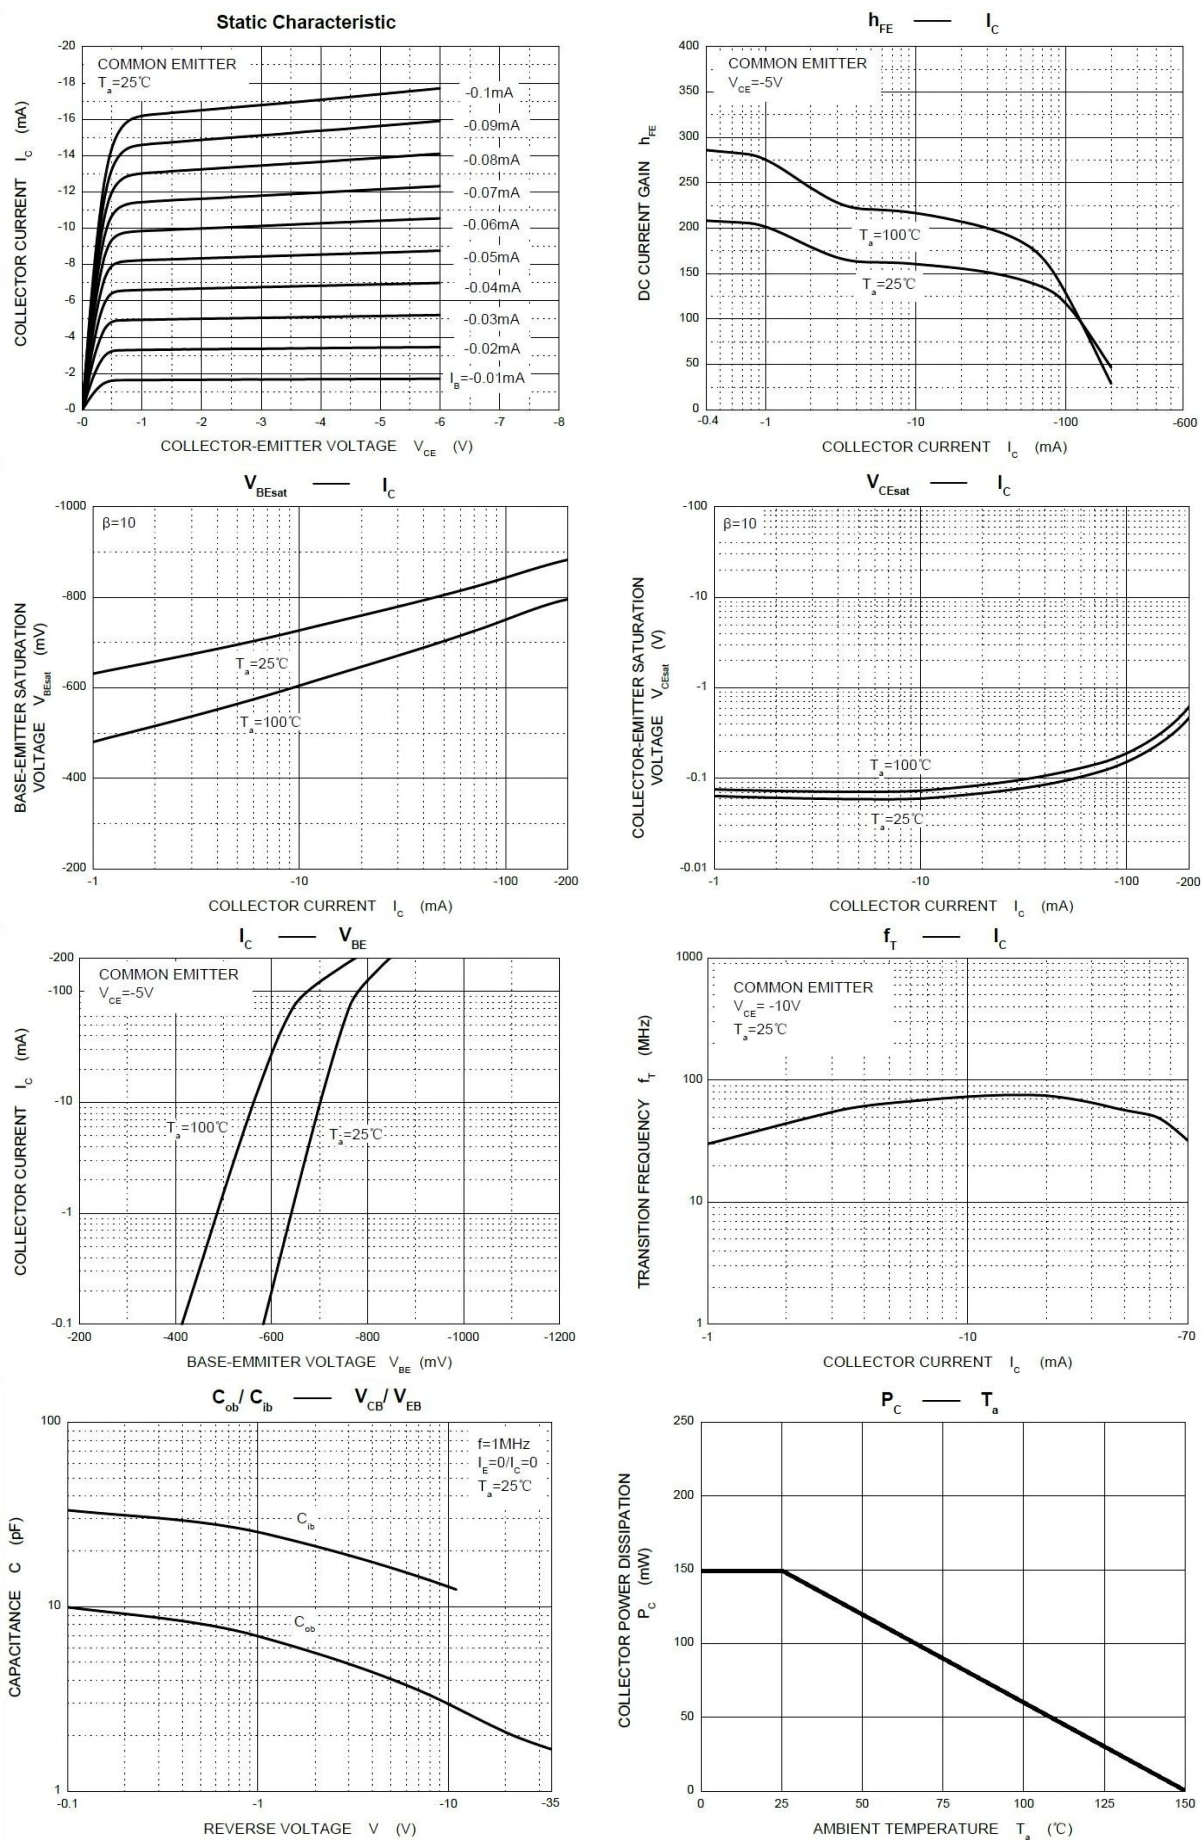 Static Characteristic
COMMON EMITTER
Ta=25℃
-20
-18
-16
-14
-12
-10
-8
-6
-4
-2
-0
-0.1mA
-0.09mA
-0.08mA
-0.07mA
-0.06mA
-0.05mA
-0.04mA
-0.03mA
-0.02mA
IB=-0.01mA
-0 -1 -2 -3 -4 -5 -6 -7 -8
COLLECTOR CURRENT IC (mA)
COLLECTOR-EMITTER VOLTAGE VCE (V)
hFE —— IC
COMMON EMITTER
VCE=-5V
400
350
300
250
200
150
100
50
0
Ta=100℃
Ta=25℃
-0.4 -1 -10 -100 -600
DC CURRENT GAIN hFE
COLLECTOR CURRENT IC (mA)
VBEsat —— IC
β=10
-1000
-800
-600
-400
-200
Ta=25℃
Ta=100℃
-1 -10 -100 -200
BASE-EMMITER SATURATION
VOLTAGE VBEsat (mV)
COLLECTOR CURRENT IC (mA)
VCEsat —— IC
β=10
-100
-10
-1
-0.1
-0.01
Ta=100℃
Ta=25℃
-1 -10 -100 -200
COLLECTOR-EMITTER SATURATION
VOLTAGE VCEsat (V)
COLLECTOR CURRENT IC (mA)
IC —— VBE
COMMON EMITTER
VCE=-5V
-200
-100
-10
-1
-0.1
Ta=100℃
Ta=25℃
-200 -400 -600 -800 -1000 -1200
COLLECTOR CURRENT IC (mA)
BASE-EMMITER VOLTAGE VBE (mV)
fT —— IC
COMMON EMITTER
VCE= -10V
Ta=25℃
1000
100
10
1
-1 -10 -70
TRANSITION FREQUENCY fT (MHz)
COLLECTOR CURRENT IC (mA)
Cob/ Cib —— VCB/ VEB
f=1MHz
IE=0/IC=0
Ta=25℃
100
10
1
Cib
Cob
-0.1 -1 -10 -35
CAPACITANCE C (pF)
REVERSE VOLTAGE V (V)
PC —— Ta
250
200
150
100
50
0
0 25 50 75 100 125 150
COLLECTOR POWER DISSIPATION
PC (mW)
AMBIENT TEMPERATURE Ta (℃)